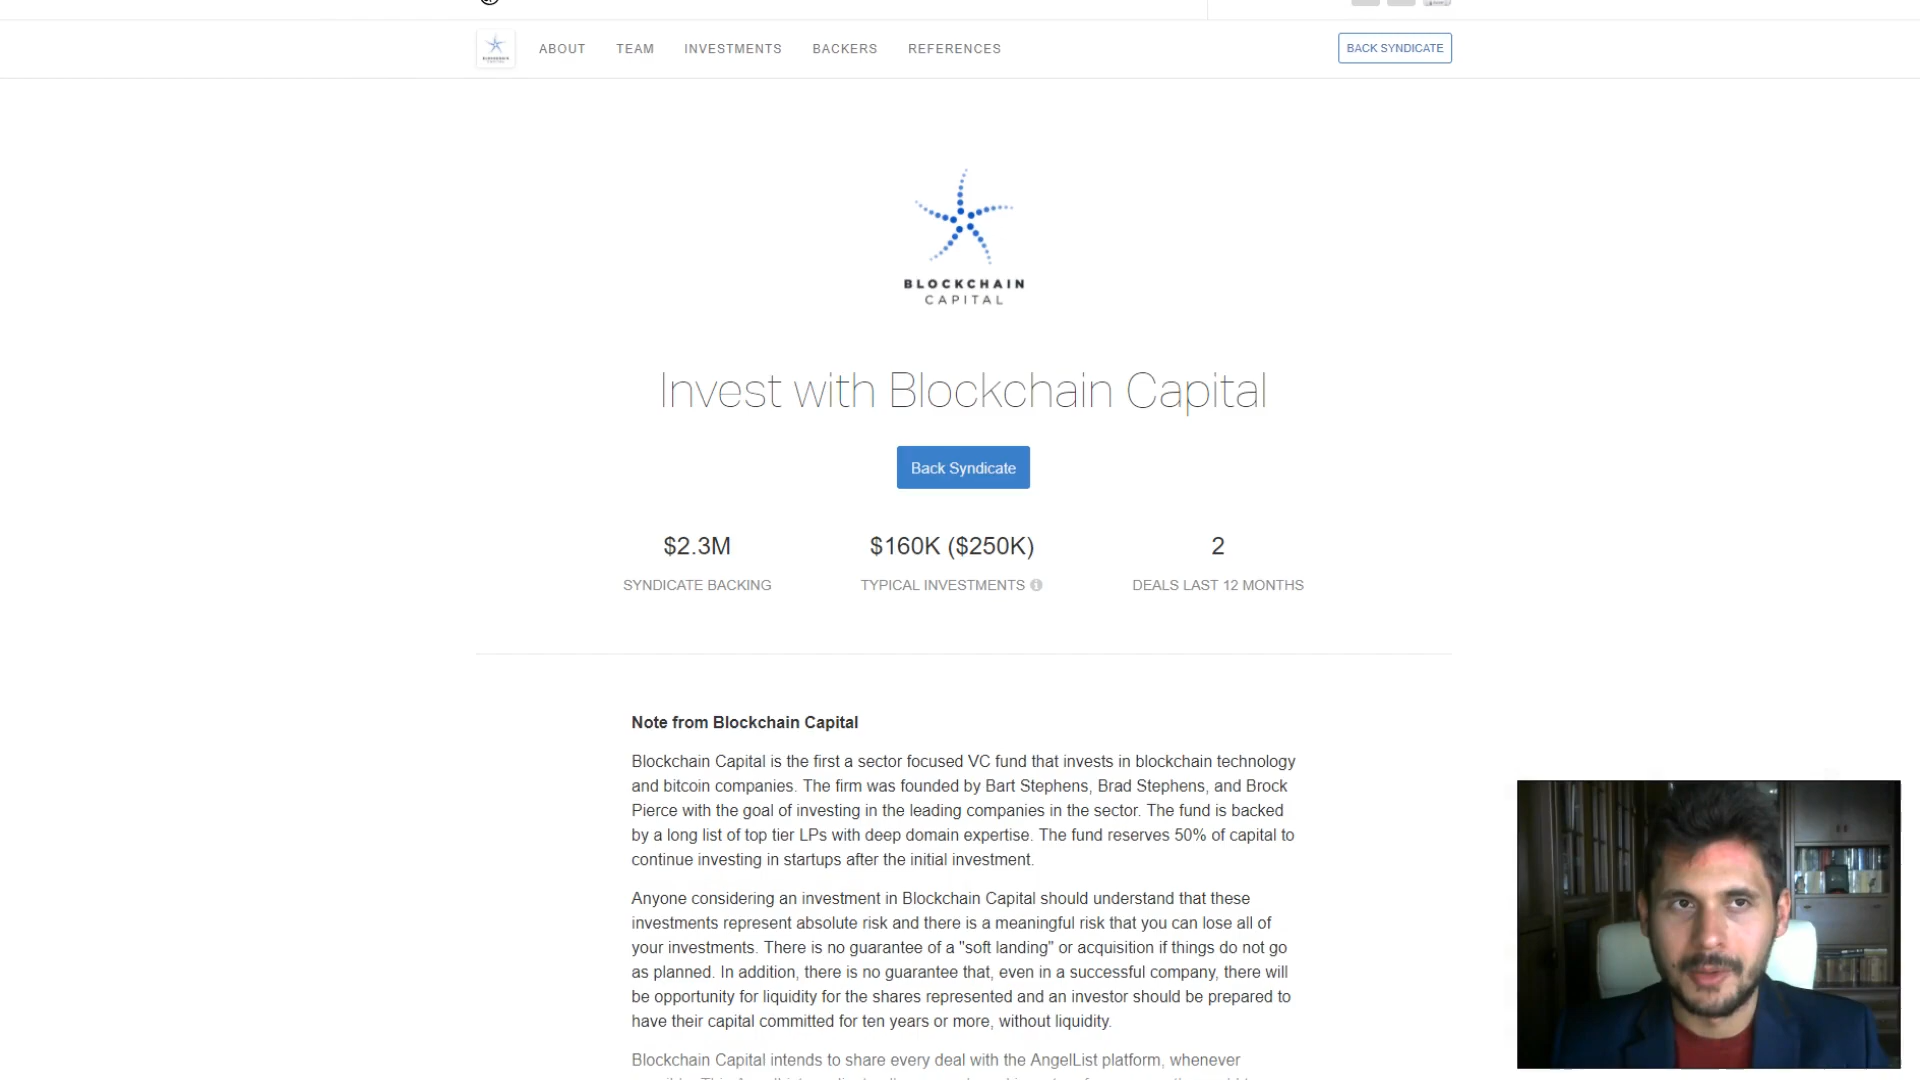 ABOUT TEAM INVESTMENTS BACKERS REFERENCES BACK SYNDICATE
BLOCKCHAIN
CAPITAL
Invest with Blockchain Capital
Back Syndicate
$2.3M $160K ($250K) 2
SYNDICATE BACKING TYPICAL INVESTMENTS DEALS LAST 12 MONTHS
Note from Blockchain Capital
Blockchain Capital is the first a sector focused VC fund that invests in blockchain technology
and bitcoin companies. The firm was founded by Bart Stephens, Brad Stephens, and Brock
Pierce with the goal of investing in the leading companies in the sector. The fund is backed
by a long list of top tier LPs with deep domain expertise. The fund reserves 50% of capital to
continue investing in startups after the initial investment.
Anyone considering an investment in Blockchain Capital should understand that these
investments represent absolute risk and there is a meaningful risk that you can lose all of
your investments. There is no guarantee of a "soft landing" or acquisition if things do not go
as planned. In addition, there is no guarantee that, even in a successful company, there will
be opportunity for liquidity for the shares represented and an investor should be prepared to
have their capital committed for ten years or more, without liquidity.
Blockchain Capital intends to share every deal with the AngelList platform, whenever